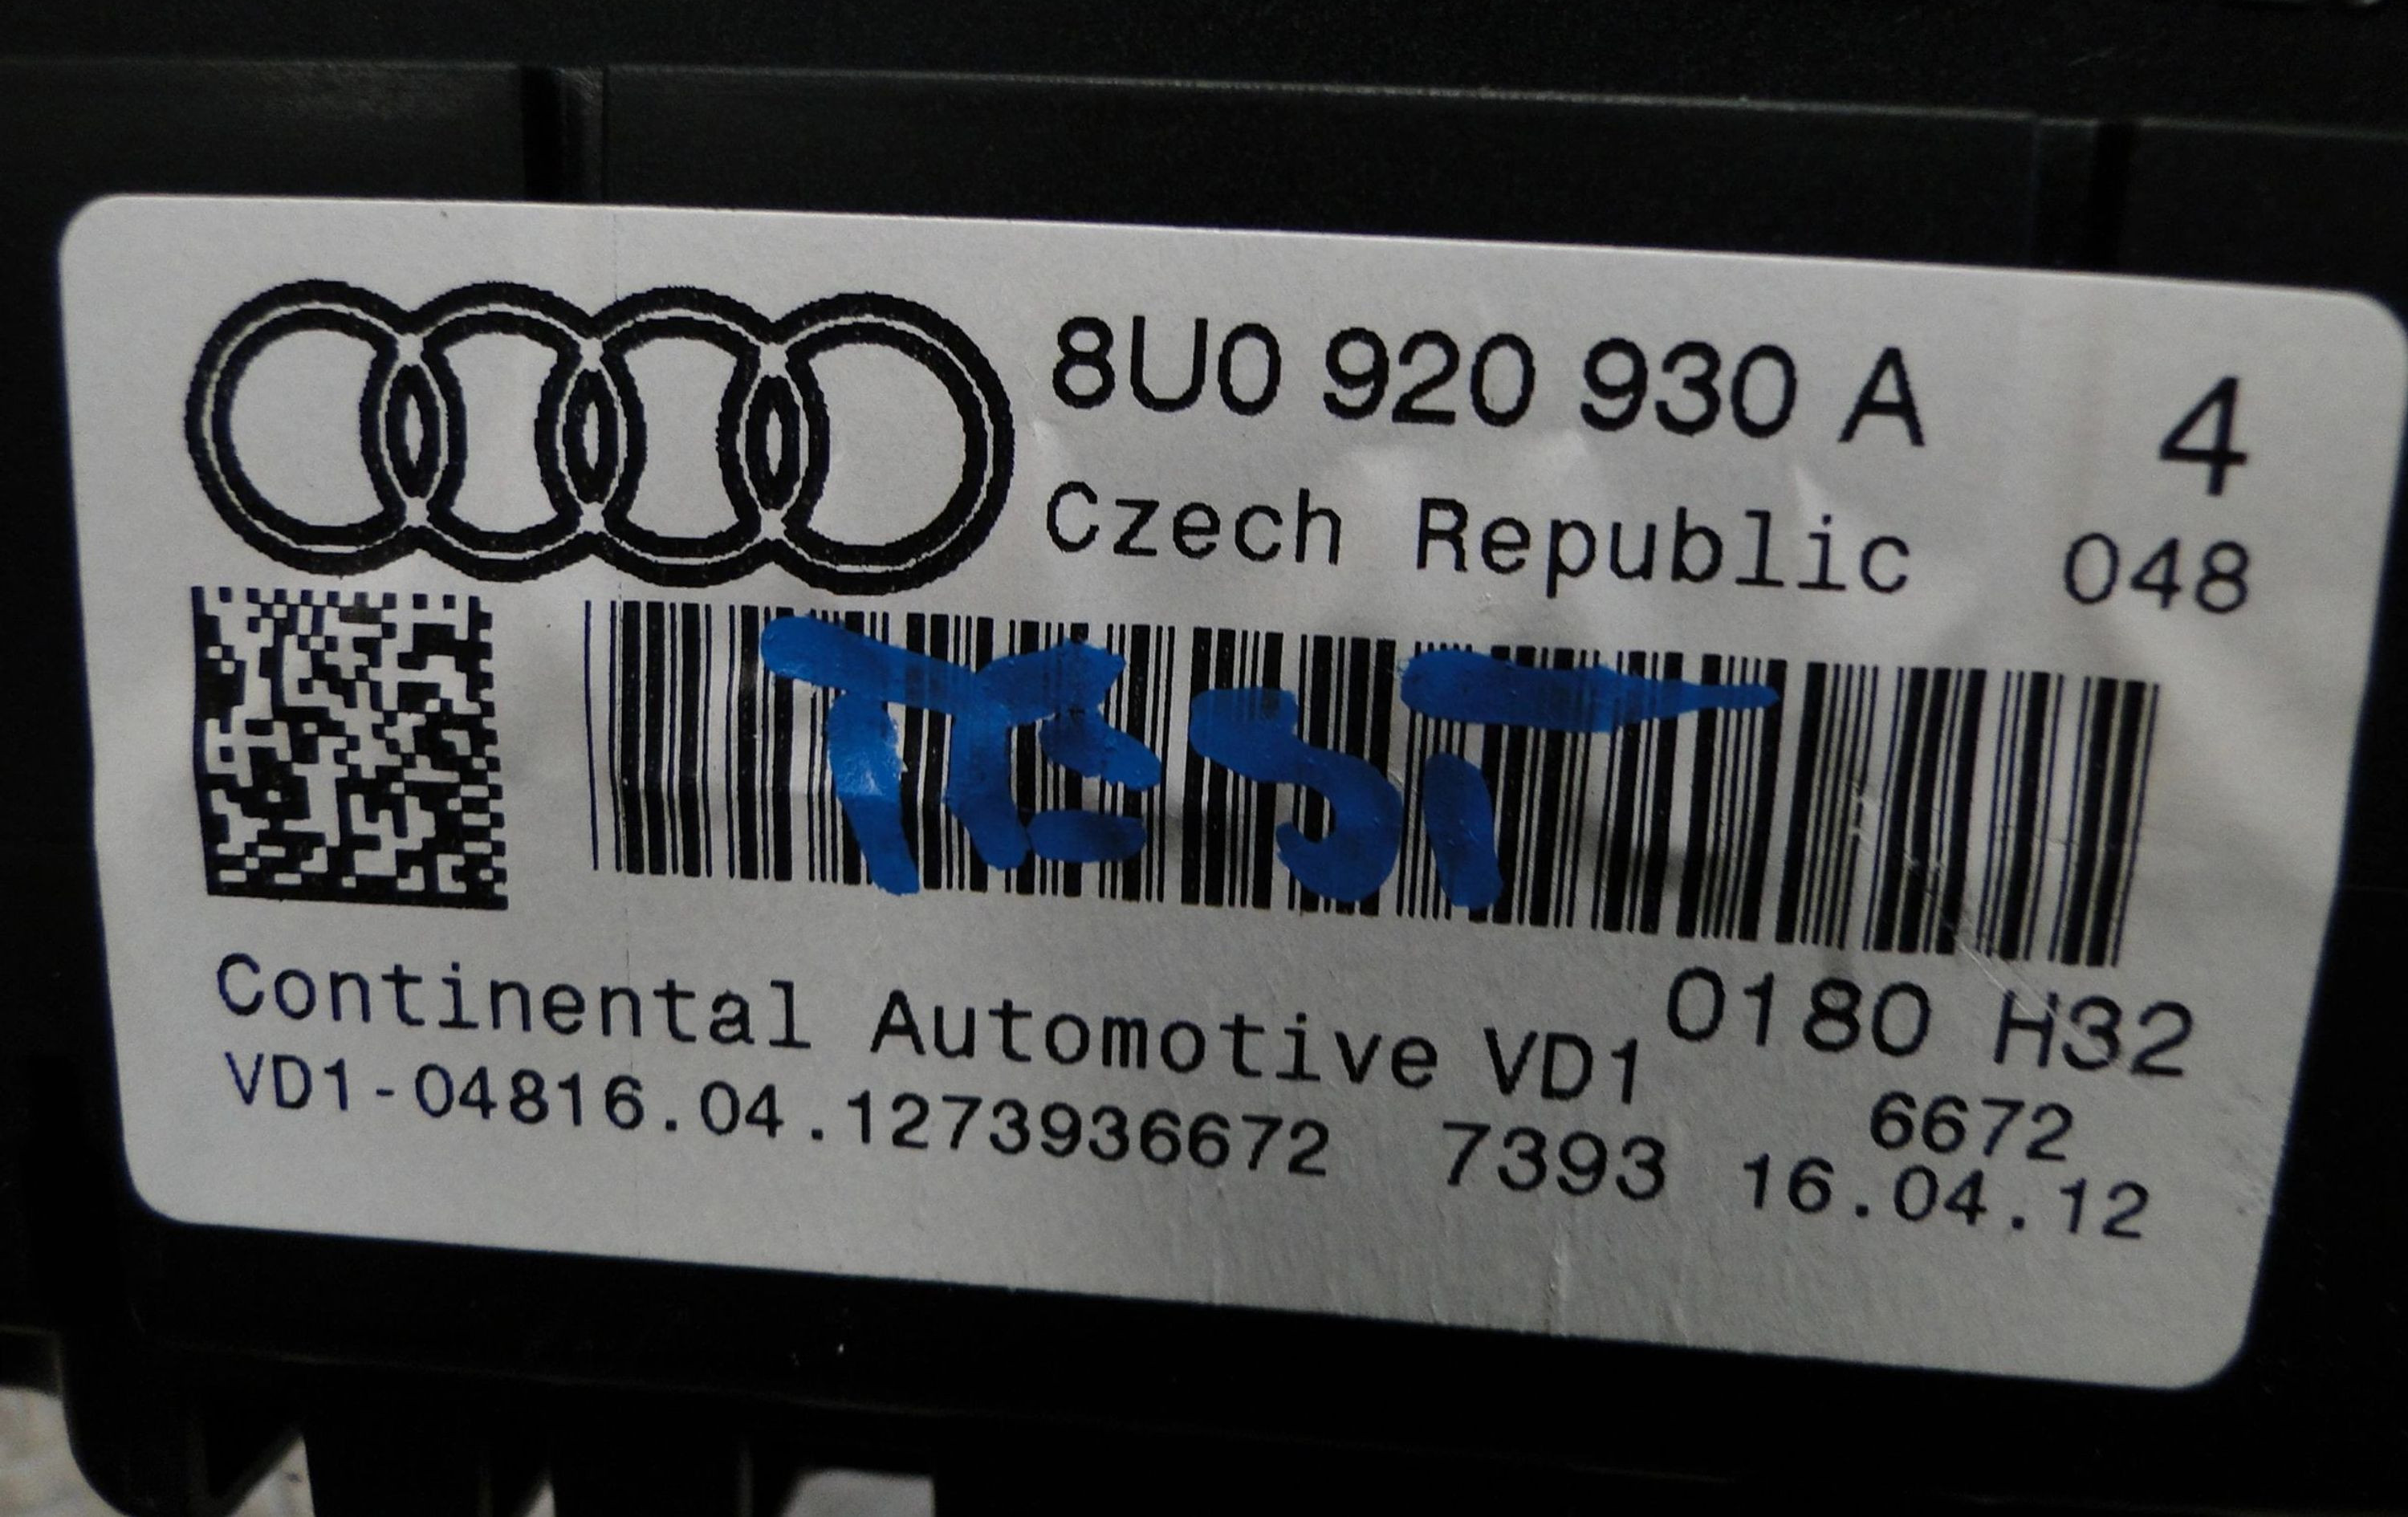 8U0 920 930 A 4
Czech Republic 048
TEST
0180 H32
Continental Automotive VD1
6672
VD1-04816.04.1273936672 7393 16.04.12